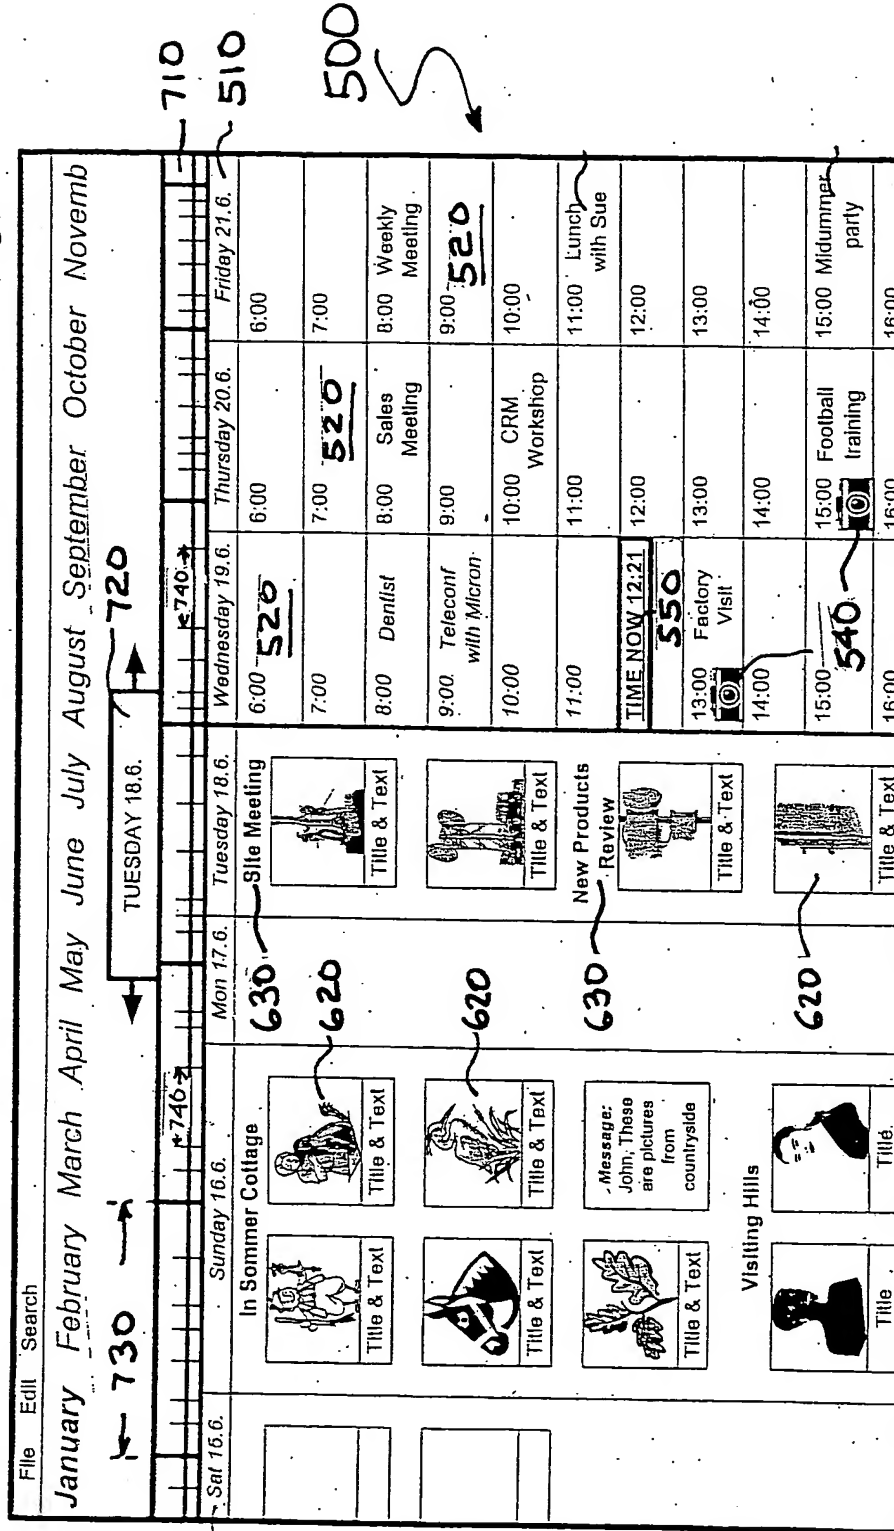 File Edit Search
January February March April May June July August September October Novemb
730
TUESDAY 18.6.
720
740
740
710
Sat 15.6.
Sunday 16.6.
Mon 17.6.
Tuesday 18.6.
Wednesday 19.6.
Thursday 20.6.
Friday 21.6.
510
500
In Sommer Cottage
Title & Text
Title & Text
620
Title & Text
Title & Text
620
Title & Text
Message:
John, These
are pictures
from
countryside
Visiting Hills
Title
Title
630
Site Meeting
Title & Text
Title & Text
630
New Products
Review
Title & Text
620
Title & Text
6:00
520
7:00
8:00 Dentist
9:00 Teleconf
with Micron
10:00
11:00
TIME NOW 12:21
550
13:00 Factory
Visit
14:00
15:00
540
16:00
6:00
7:00
520
8:00 Sales
Meeting
9:00
10:00 CRM
Workshop
11:00
12:00
13:00
14:00
15:00 Football
training
16:00
6:00
7:00
8:00 Weekly
Meeting
9:00
520
10:00
11:00 Lunch
with Sue
12:00
13:00
14:00
15:00 Midummer
party
16:00